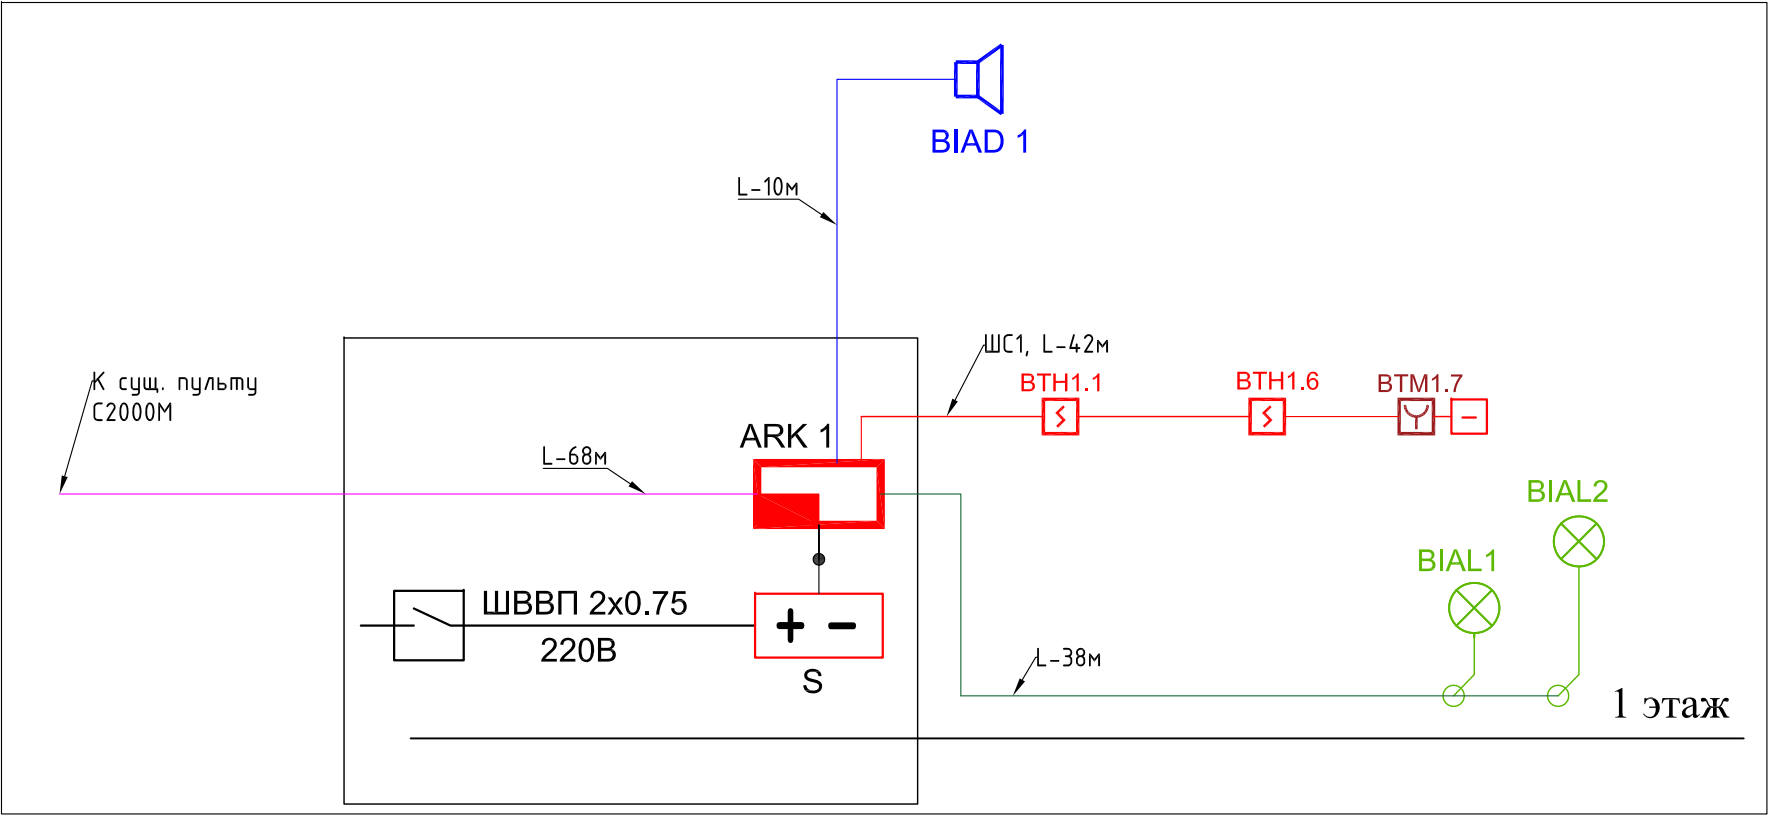 BIAD 1
L-10м
ШС1, L-42м
К сущ. пульту
С2000М
BTH1.1
BTH1.6
BTM1.7
ARK 1
L-68м
BIAL2
BIAL1
ШВВП 2х0.75
220В
+ -
S
L-38м
1 этаж